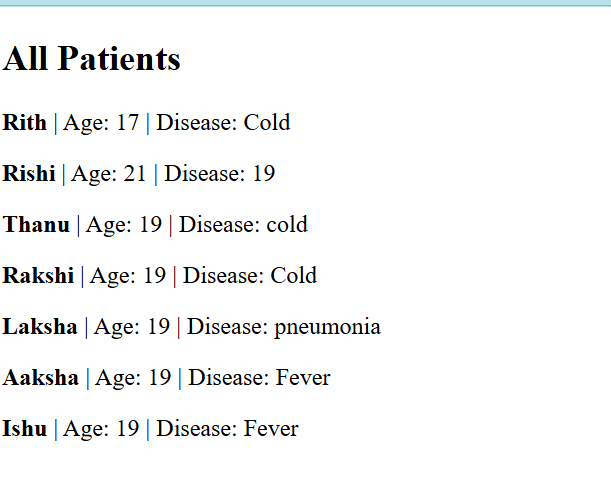 All Patients
Rith | Age: 17 | Disease: Cold
Rishi | Age: 21 | Disease: 19
Thanu | Age: 19 | Disease: cold
Rakshi | Age: 19 | Disease: Cold
Laksha | Age: 19 | Disease: pneumonia
Aaksha | Age: 19 | Disease: Fever
Ishu | Age: 19 | Disease: Fever